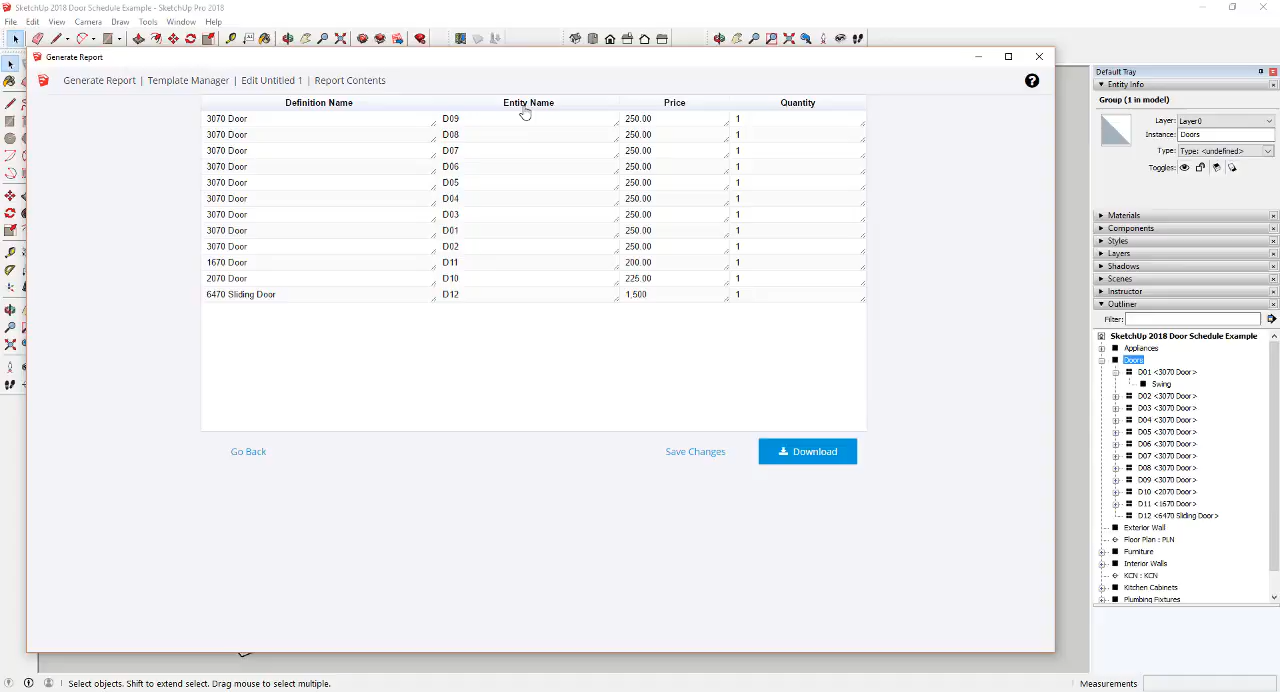 SketchUp 2018 Door Schedule Example - SketchUp Pro 2018
File Edit View Camera Draw Tools Window Help
Generate Report
Generate Report | Template Manager | Edit Untitled 1 | Report Contents
Definition Name Entity Name Price Quantity
3070 Door D09 250.00 1
3070 Door D08 250.00 1
3070 Door D07 250.00 1
3070 Door D06 250.00 1
3070 Door D05 250.00 1
3070 Door D04 250.00 1
3070 Door D03 250.00 1
3070 Door D01 250.00 1
3070 Door D02 250.00 1
1670 Door D11 200.00 1
2070 Door D10 225.00 1
6470 Sliding Door D12 1,500 1
Go Back Save Changes Download
Default Tray
Entity Info
Group (1 in model)
Layer: Layer0
Instance: Doors
Type: Type: <undefined>
Toggles:
Materials
Components
Styles
Layers
Shadows
Scenes
Instructor
Outliner
Filter:
SketchUp 2018 Door Schedule Example
Appliances
Doors
D01 <3070 Door>
Swing
D02 <3070 Door>
D03 <3070 Door>
D04 <3070 Door>
D05 <3070 Door>
D06 <3070 Door>
D07 <3070 Door>
D08 <3070 Door>
D09 <3070 Door>
D10 <2070 Door>
D11 <1670 Door>
D12 <6470 Sliding Door>
Exterior Wall
Floor Plan : PLN
Furniture
Interior Walls
KCN : KCN
Kitchen Cabinets
Plumbing Fixtures
Select objects. Shift to extend select. Drag mouse to select multiple.
Measurements